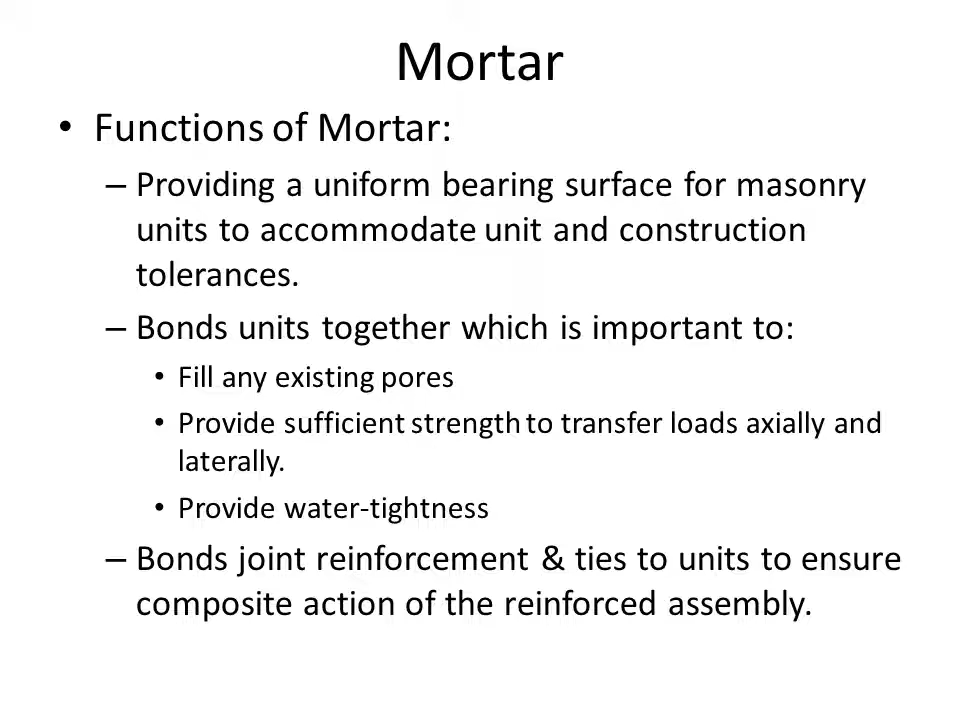 Mortar
• Functions of Mortar:
– Providing a uniform bearing surface for masonry
units to accommodate unit and construction
tolerances.
– Bonds units together which is important to:
• Fill any existing pores
• Provide sufficient strength to transfer loads axially and
laterally.
• Provide water-tightness
– Bonds joint reinforcement & ties to units to ensure
composite action of the reinforced assembly.